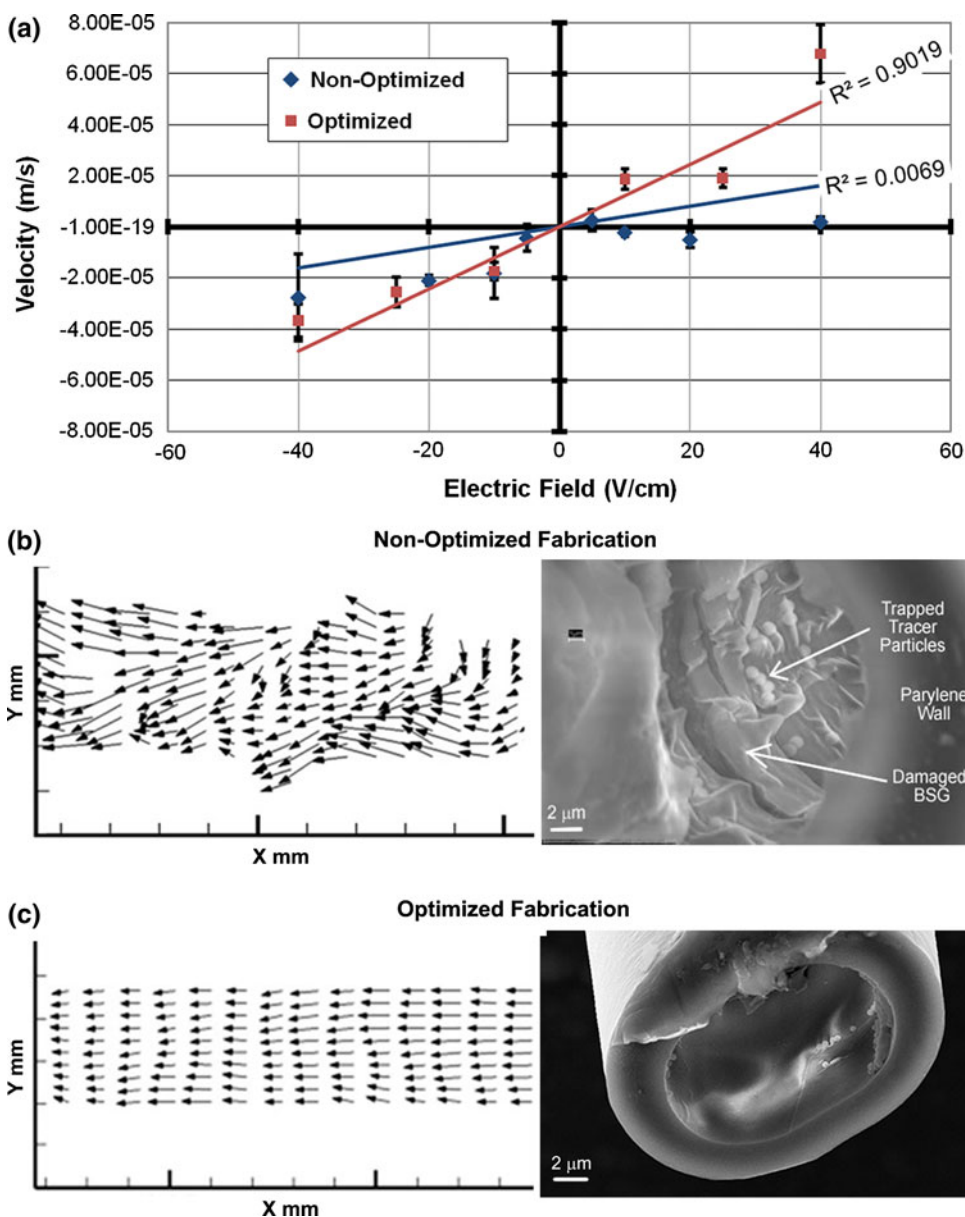 (a)
8.00E-05
6.00E-05
4.00E-05
2.00E-05
-1.00E-19
-2.00E-05
-4.00E-05
-6.00E-05
-8.00E-05
Velocity (m/s)
Non-Optimized
Optimized
R² = 0.9019
R² = 0.0069
-60
-40
-20
0
20
40
60
Electric Field (V/cm)
(b)
Non-Optimized Fabrication
Y mm
X mm
Trapped
Tracer
Particles
Parylene
Wall
Damaged
BSG
2 μm
(c)
Optimized Fabrication
Y mm
X mm
2 μm